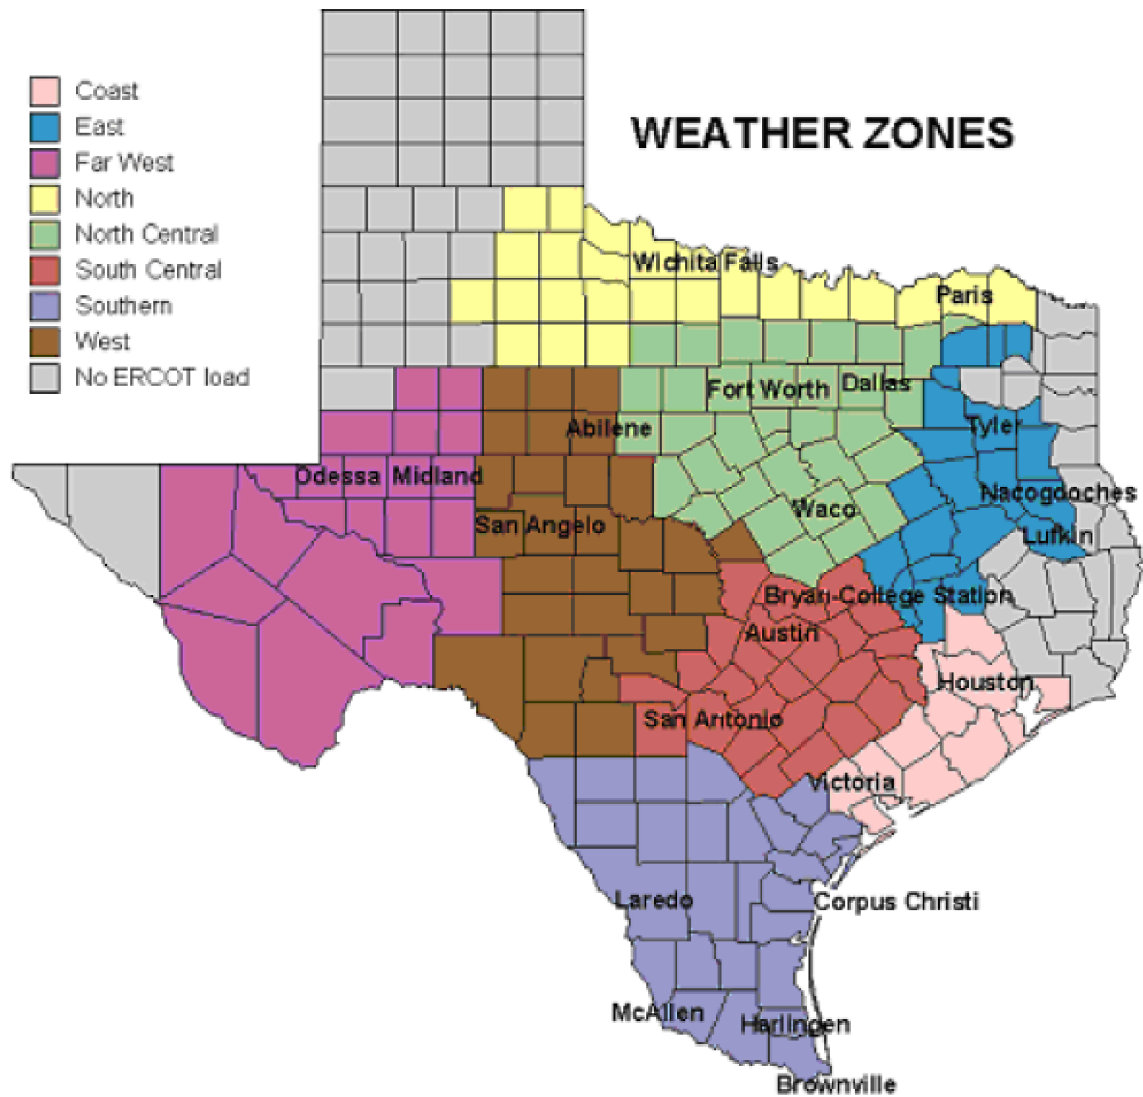 WEATHER ZONES
Coast
East
Far West
North
North Central
South Central
Southern
West
No ERCOT load
Wichita Falls
Paris
Fort Worth
Dallas
Abilene
Tyler
Odessa
Midland
Nacogdoches
San Angelo
Waco
Lufkin
Bryan-College Station
Austin
Houston
San Antonio
Victoria
Laredo
Corpus Christi
McAllen
Harlingen
Brownville